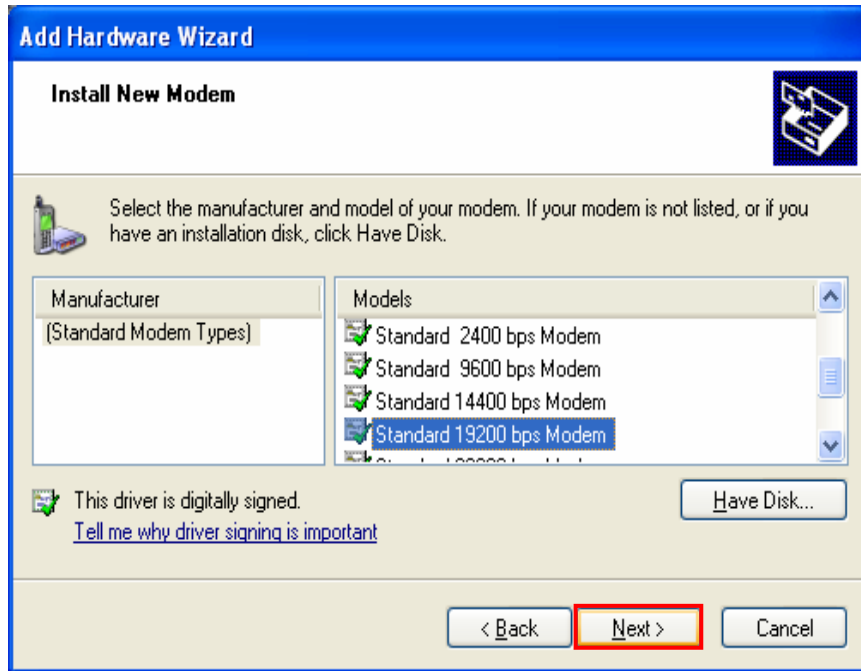 Add Hardware Wizard
Install New Modem
Select the manufacturer and model of your modem. If your modem is not listed, or if you
have an installation disk, click Have Disk.
Manufacturer
(Standard Modem Types)
Models
Standard  2400 bps Modem
Standard  9600 bps Modem
Standard 14400 bps Modem
Standard 19200 bps Modem
This driver is digitally signed.
Tell me why driver signing is important
Have Disk...
< Back
Next >
Cancel